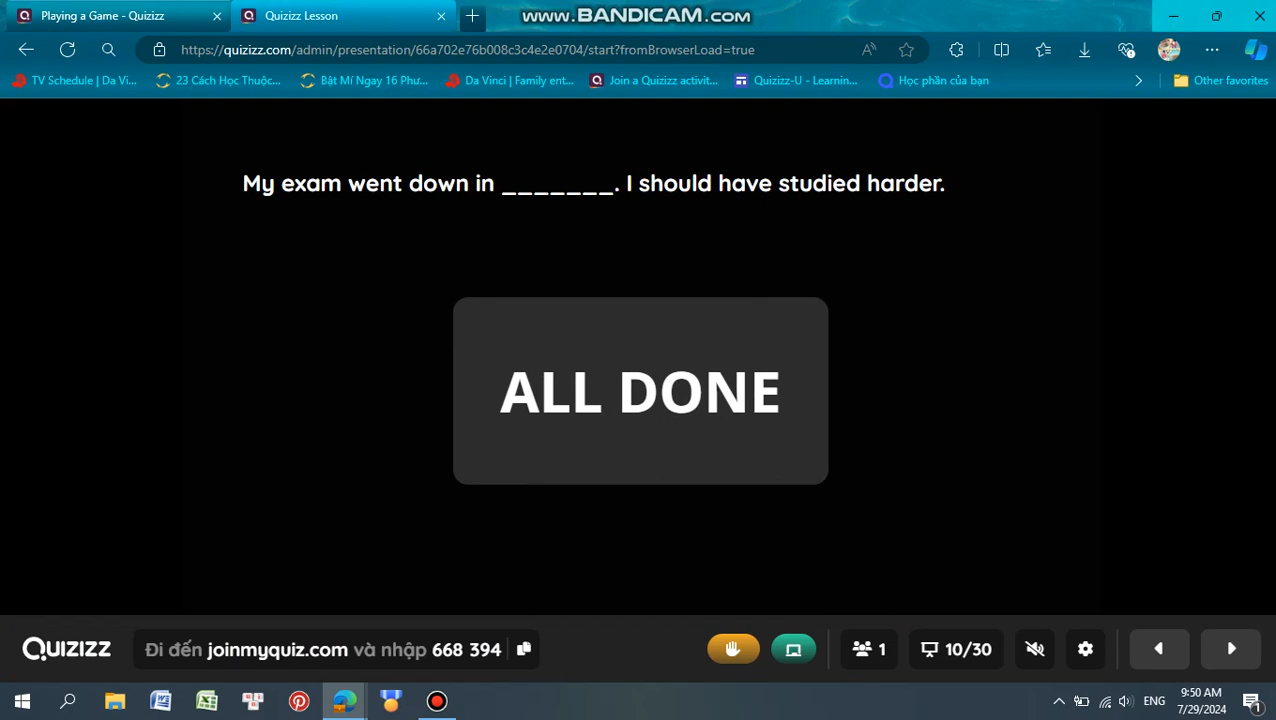 Playing a Game - Quizizz
Quizizz Lesson
www.BANDICAM.com
https://quizizz.com/admin/presentation/66a702e76b008c3c4e2e0704/start?fromBrowserLoad=true
TV Schedule | Da Vi...
23 Cách Học Thuộc...
Bật Mí Ngay 16 Phư...
Da Vinci | Family ent...
Join a Quizizz activit...
Quizizz-U - Learnin...
Học phần của bạn
Other favorites
My exam went down in _______. I should have studied harder.
ALL DONE
QUIZIZZ
Đi đến joinmyquiz.com và nhập 668 394
1
10/30
ENG
9:50 AM
7/29/2024
1